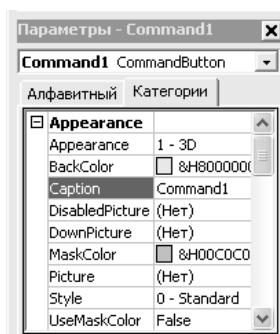 Параметры - Command1
Command1 CommandButton
Алфавитный Категории
Appearance
Appearance 1 - 3D
BackColor &H8000000
Caption Command1
DisabledPicture (Нет)
DownPicture (Нет)
MaskColor &H00C0C0
Picture (Нет)
Style 0 - Standard
UseMaskColor False